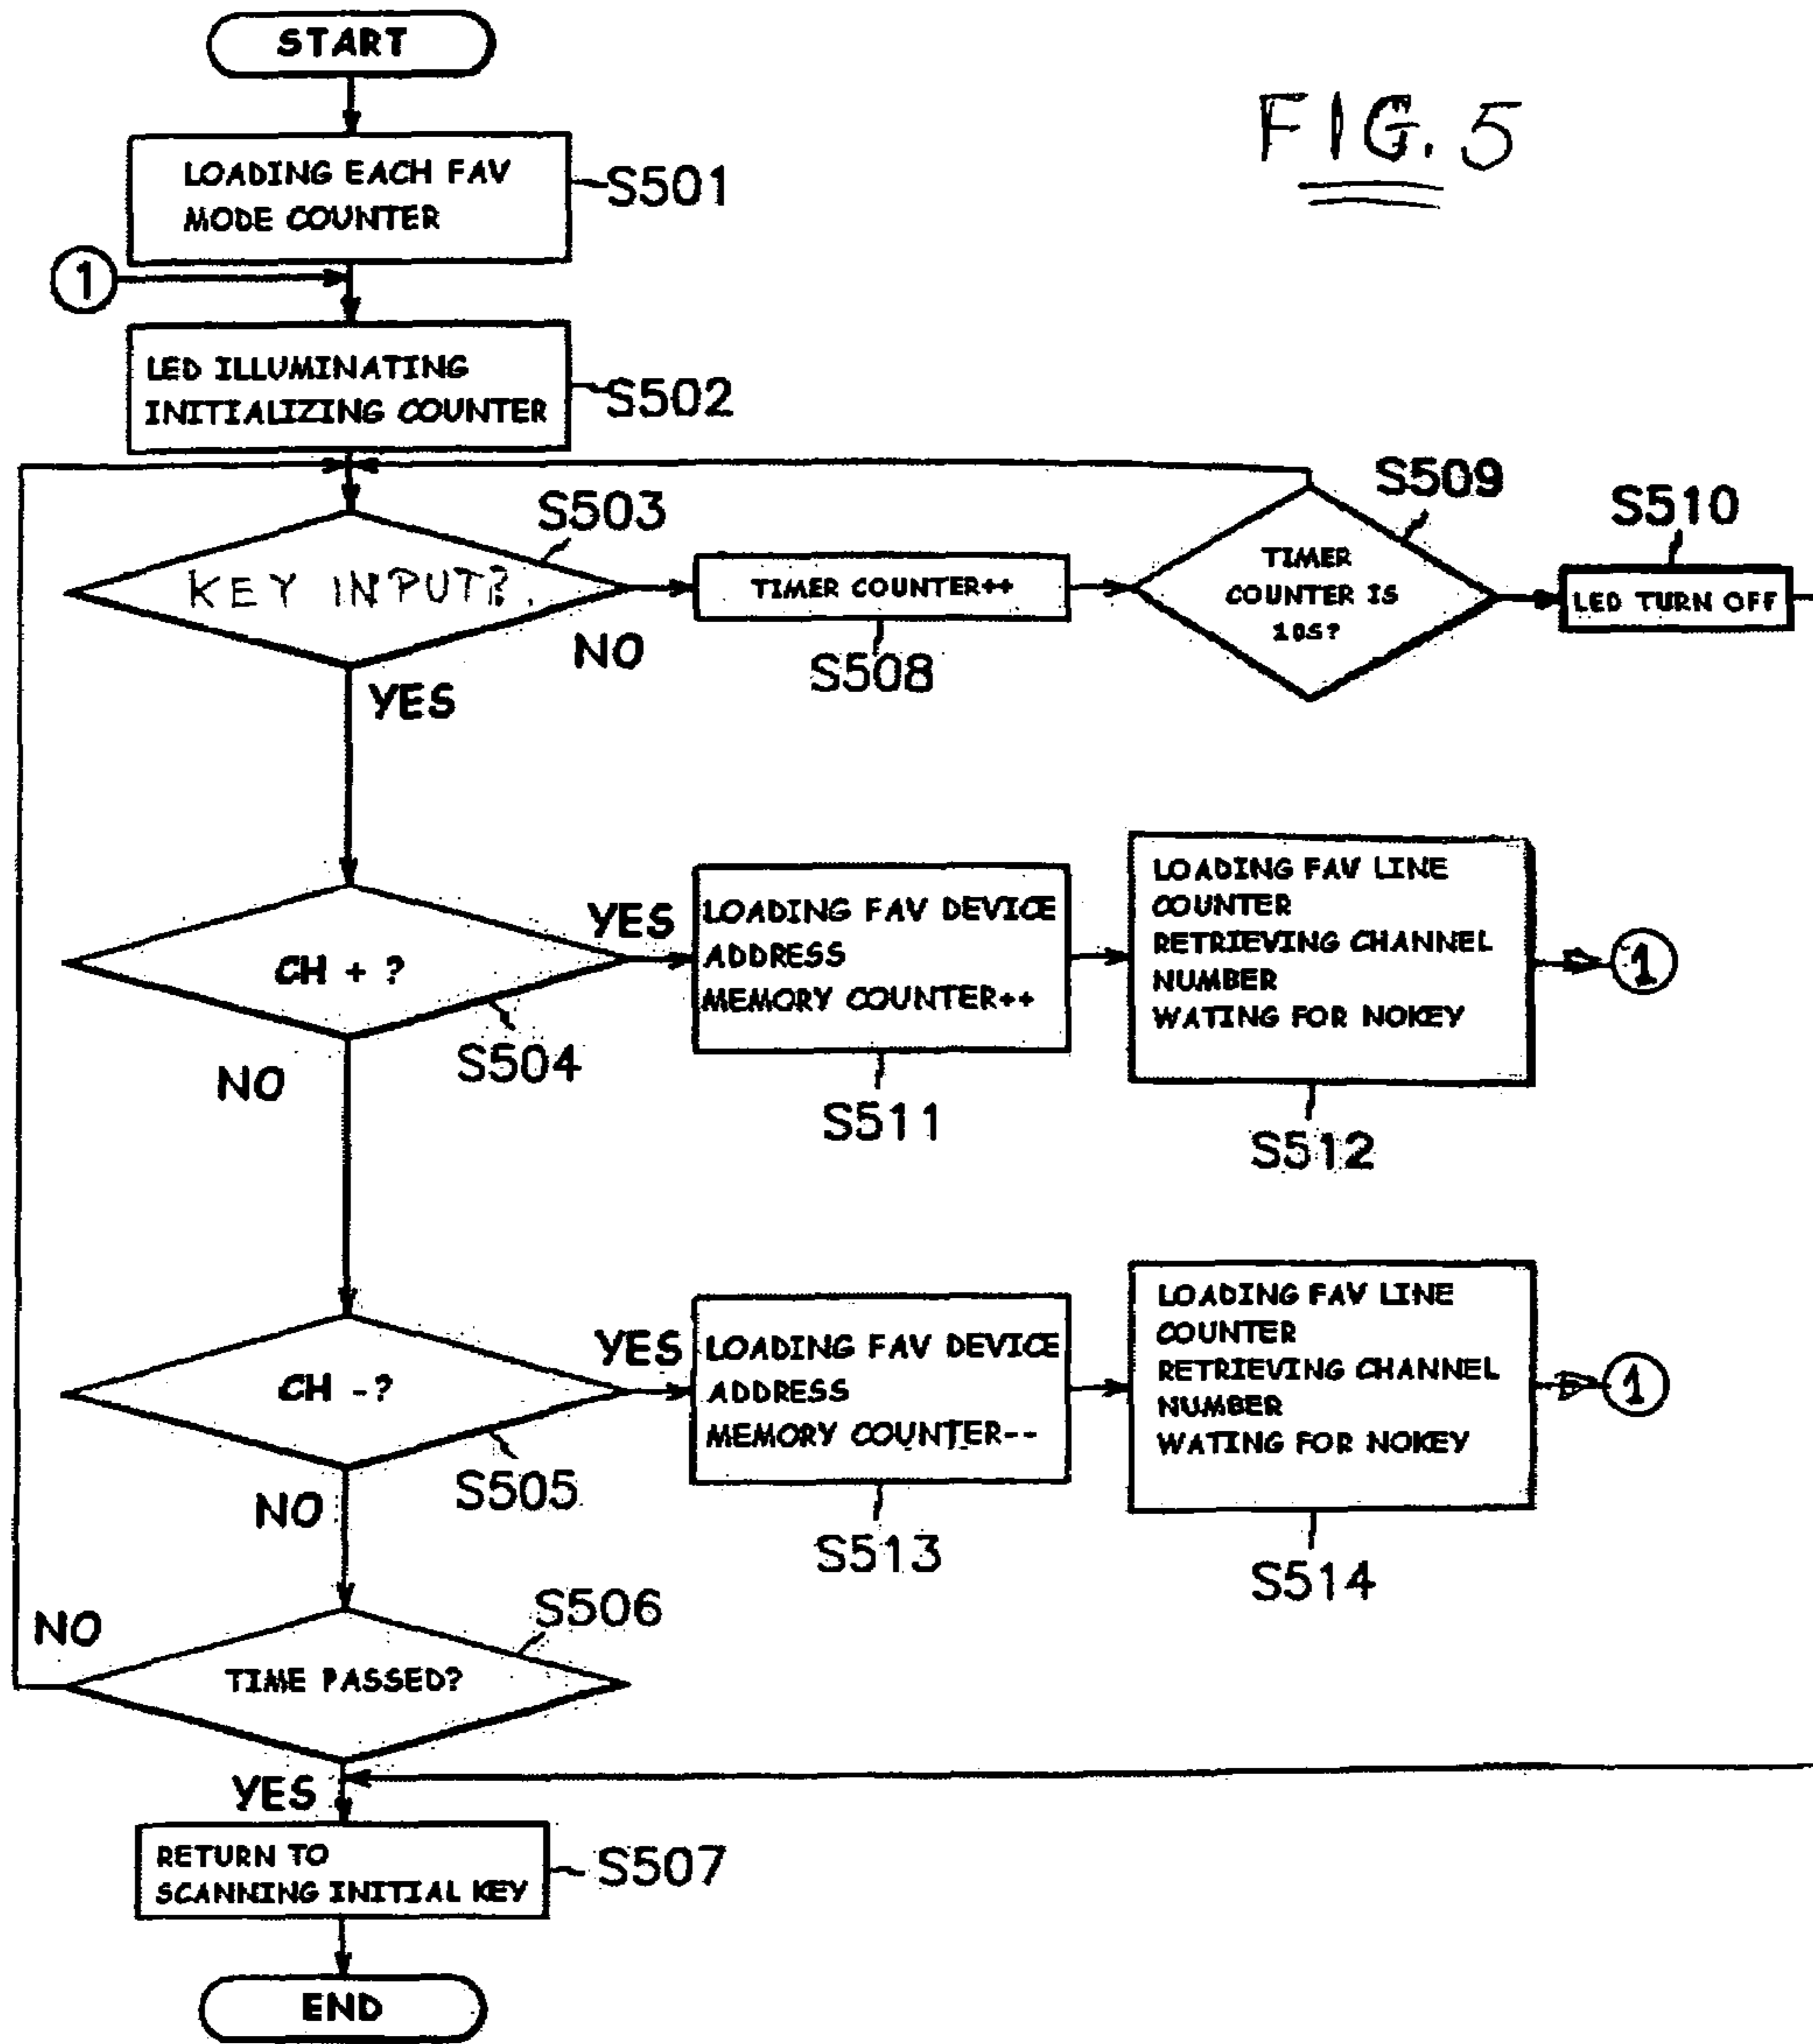 START
FIG. 5
LOADING EACH FAV
MODE COUNTER
S501
1
LED ILLUMINATING
INITIALIZING COUNTER
S502
S503
KEY INPUT?.
NO
YES
TIMER COUNTER++
S508
S509
TIMER
COUNTER IS
10S?
S510
LED TURN OFF
CH + ?
S504
YES
NO
LOADING FAV DEVICE
ADDRESS
MEMORY COUNTER++
S511
LOADING FAV LINE
COUNTER
RETRIEVING CHANNEL
NUMBER
WATING FOR NOKEY
S512
1
CH -?
S505
YES
NO
LOADING FAV DEVICE
ADDRESS
MEMORY COUNTER--
S513
LOADING FAV LINE
COUNTER
RETRIEVING CHANNEL
NUMBER
WATING FOR NOKEY
S514
1
NO
S506
TIME PASSED?
YES
RETURN TO
SCANNING INITIAL KEY
S507
END